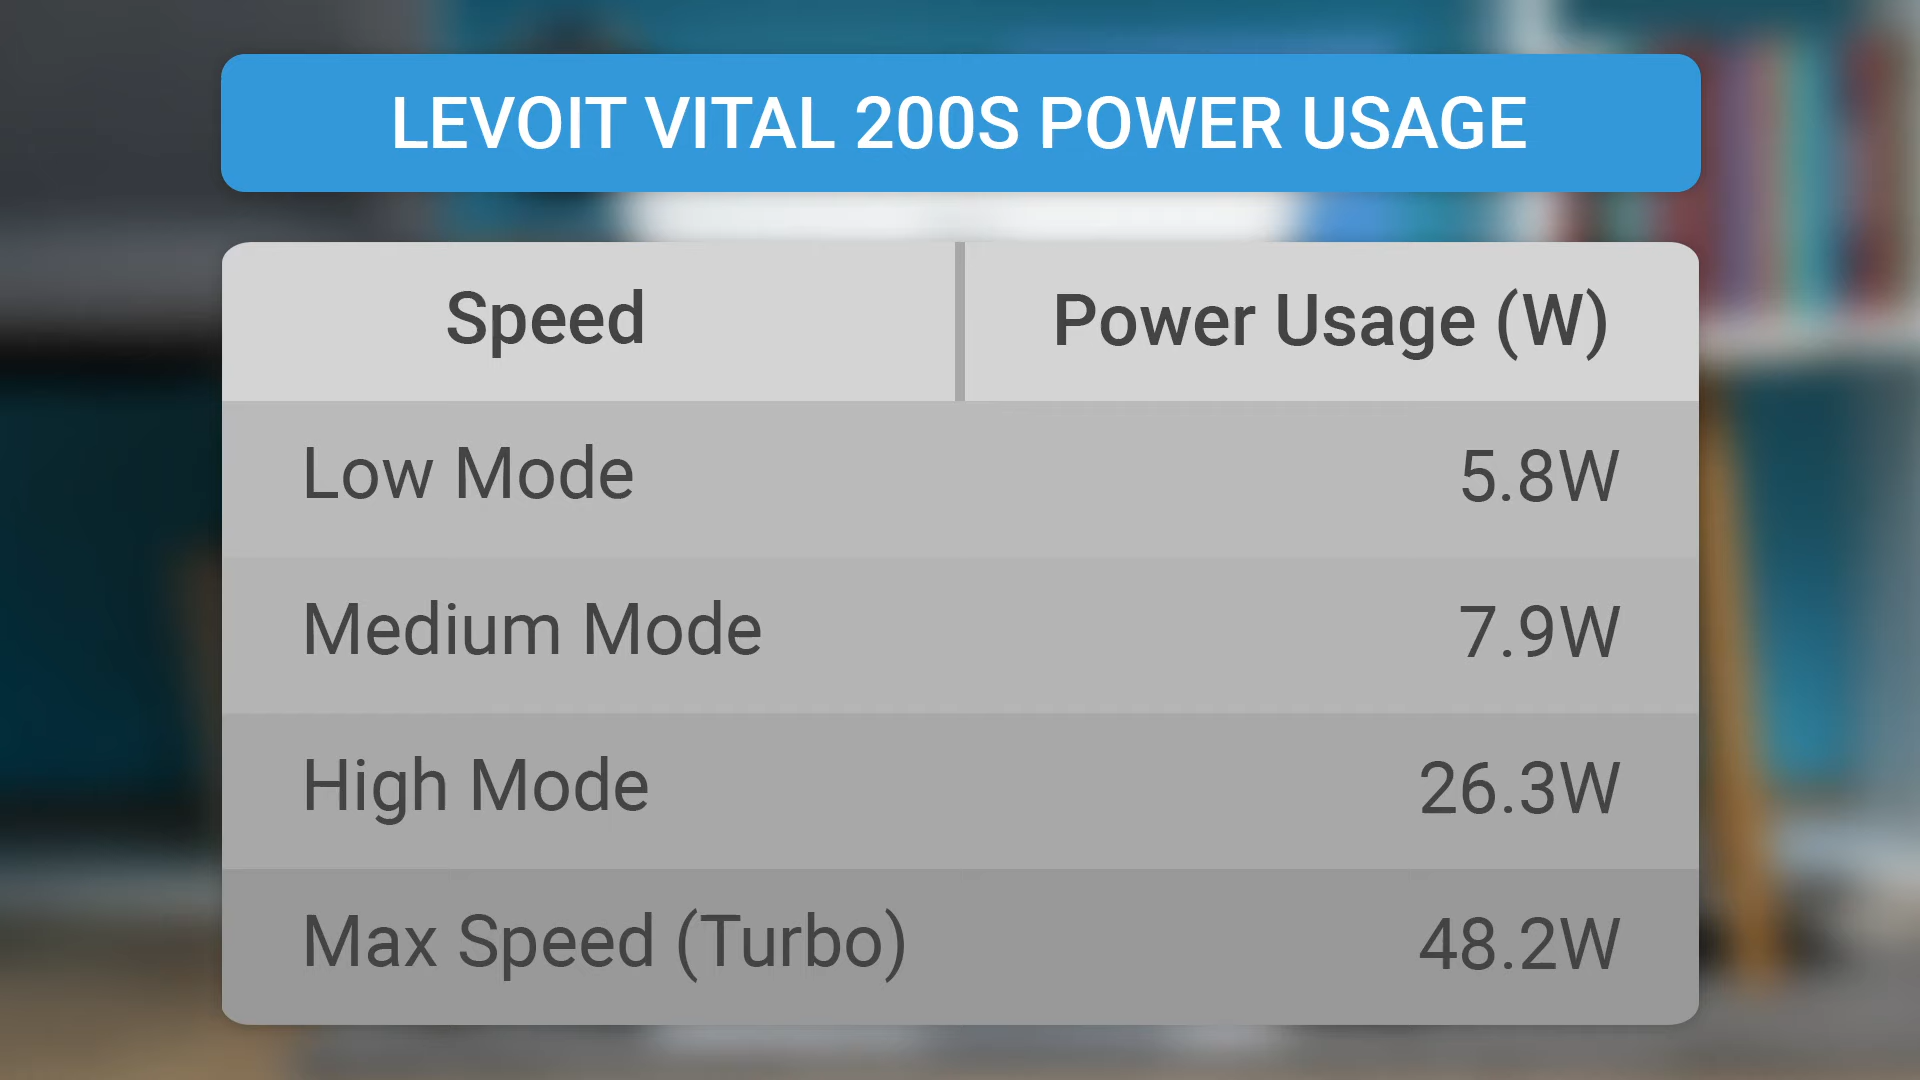 LEVOIT VITAL 200S POWER USAGE
Speed Power Usage (W)
Low Mode 5.8W
Medium Mode 7.9W
High Mode 26.3W
Max Speed (Turbo) 48.2W